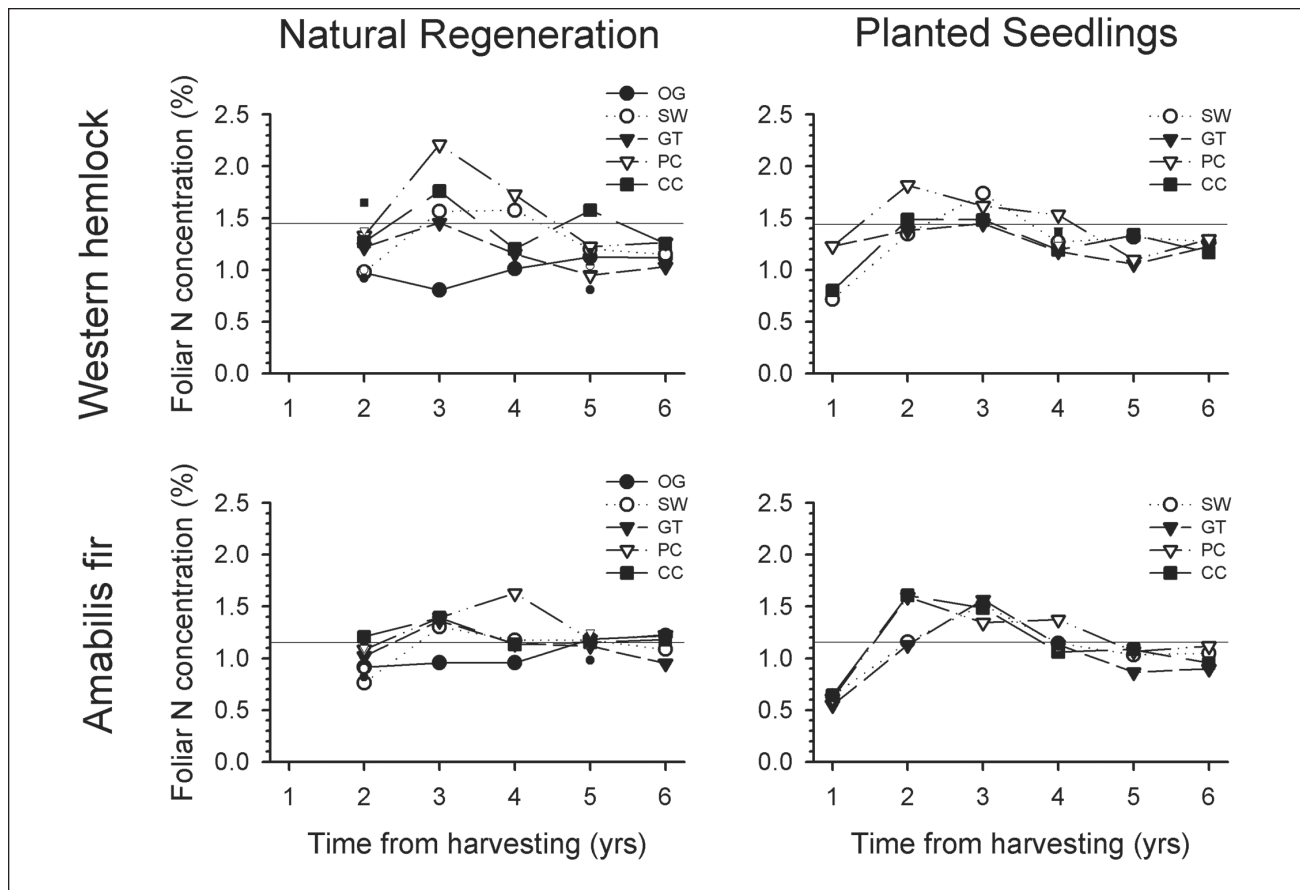 Natural Regeneration
Planted Seedlings
Western hemlock
Foliar N concentration (%)
2.5
2.0
1.5
1.0
0.5
0.0
1 2 3 4 5 6
OG
SW
GT
PC
CC
2.5
2.0
1.5
1.0
0.5
0.0
1 2 3 4 5 6
SW
GT
PC
CC
Amabilis fir
Foliar N concentration (%)
2.5
2.0
1.5
1.0
0.5
0.0
1 2 3 4 5 6
Time from harvesting (yrs)
OG
SW
GT
PC
CC
2.5
2.0
1.5
1.0
0.5
0.0
1 2 3 4 5 6
Time from harvesting (yrs)
SW
GT
PC
CC